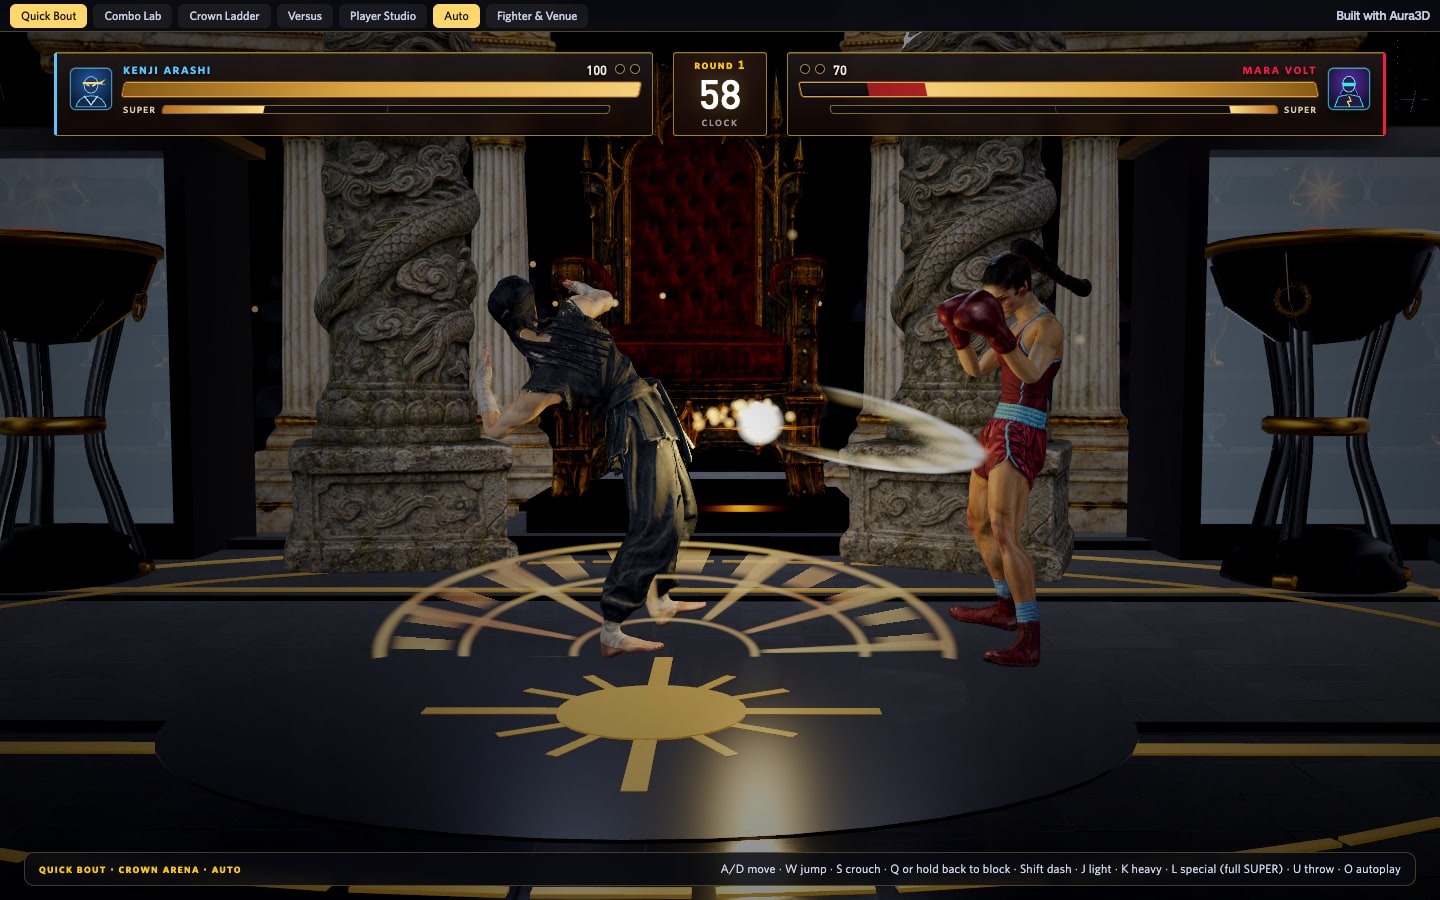 Quick Bout Combo Lab Crown Ladder Versus Player Studio Auto Fighter & Venue Built with Aura3D
KENJI ARASHI 100
SUPER
ROUND 1
58
CLOCK
70 MARA VOLT
SUPER
QUICK BOUT · CROWN ARENA · AUTO
A/D move · W jump · S crouch · Q or hold back to block · Shift dash · J light · K heavy · L special (full SUPER) · U throw · O autoplay